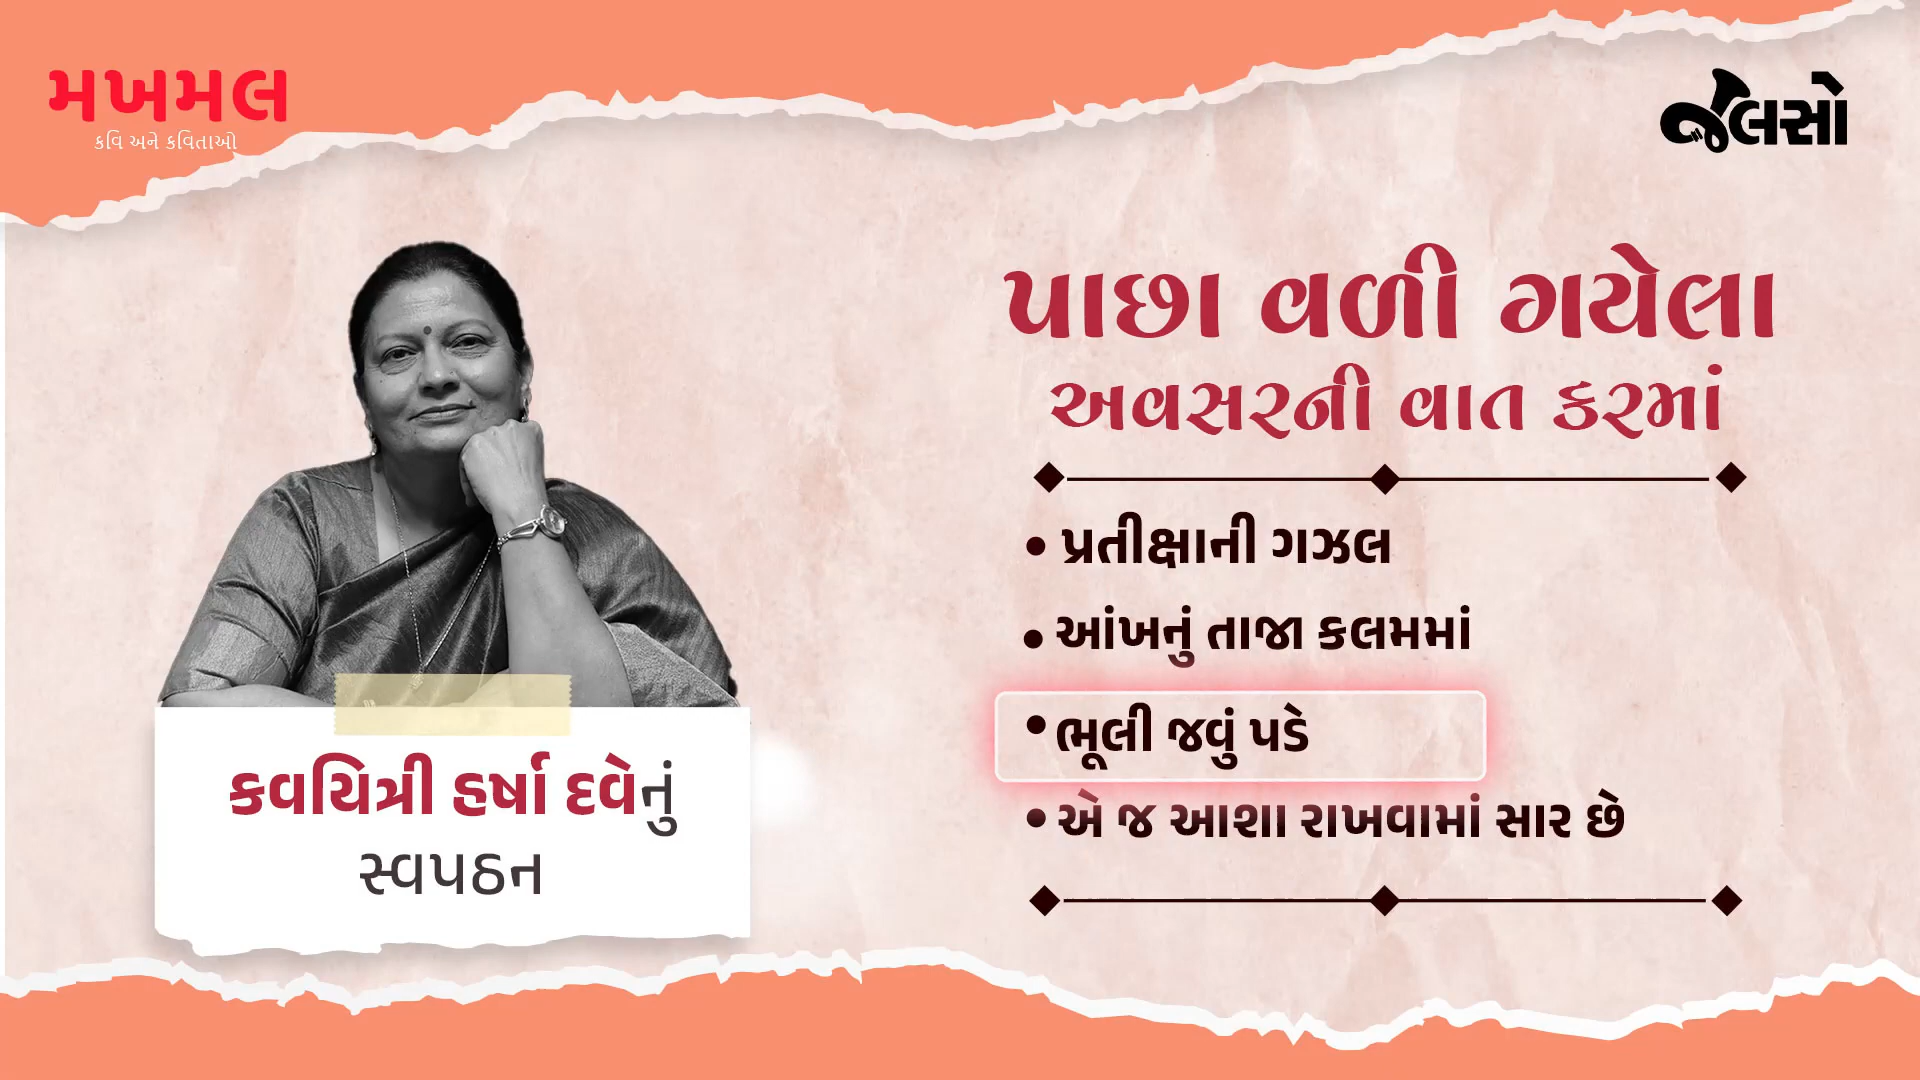 મખમલ
કવિ અને કવિતાઓ
જલસો
પાછા વળી ગયેલા
અવસરની વાત કરમાં
• પ્રતીક્ષાની ગઝલ
• આંખનું તાજા કલમમાં
• ભૂલી જવું પડે
• એ જ આશા રાખવામાં સાર છે
કવયિત્રી હર્ષા દવેનું
સ્વપઠન